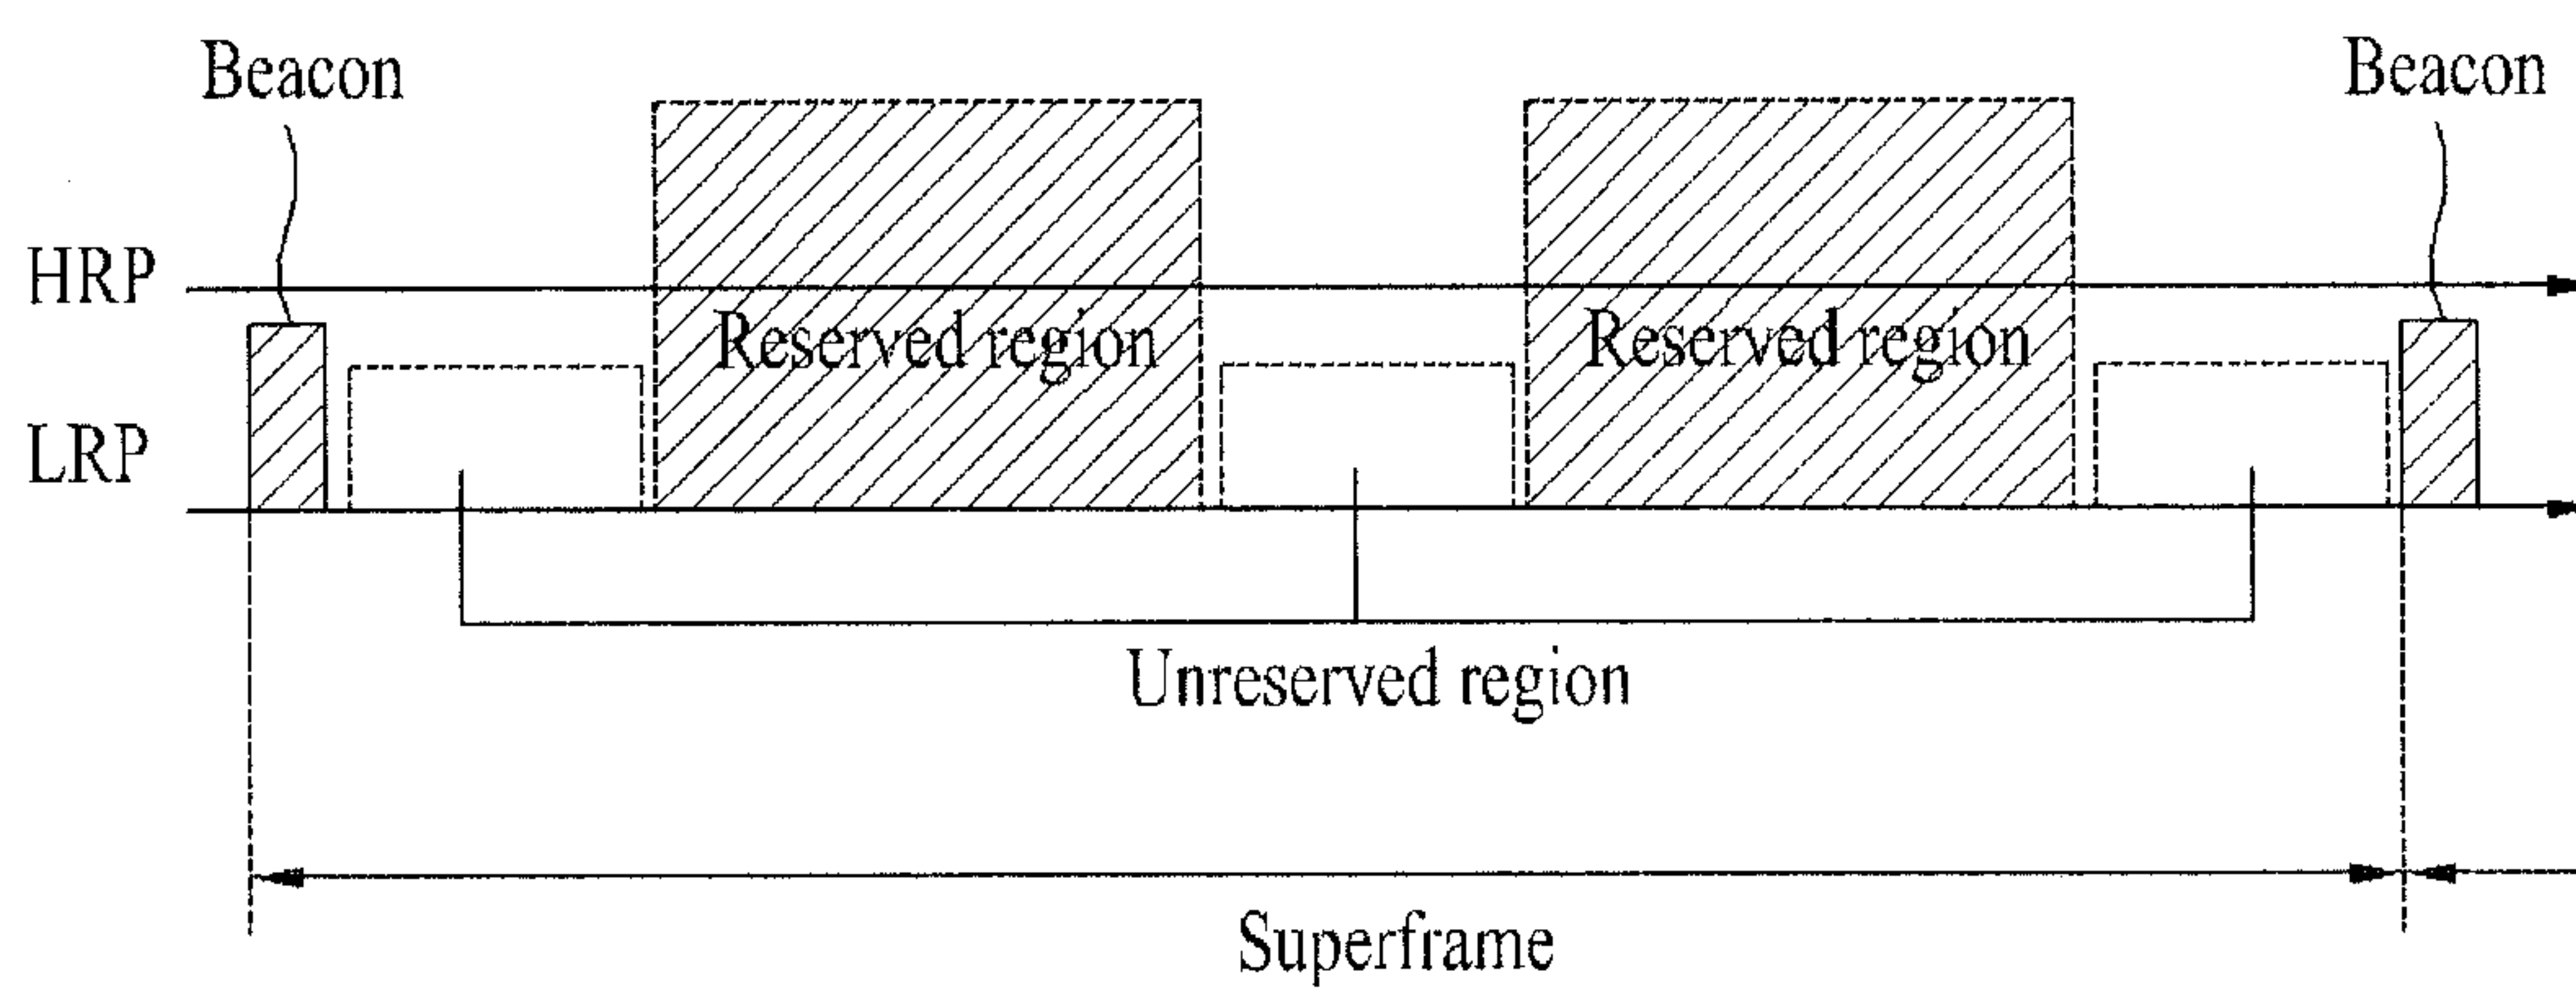 Beacon
Beacon
HRP
Reserved region
Reserved region
LRP
Unreserved region
Superframe